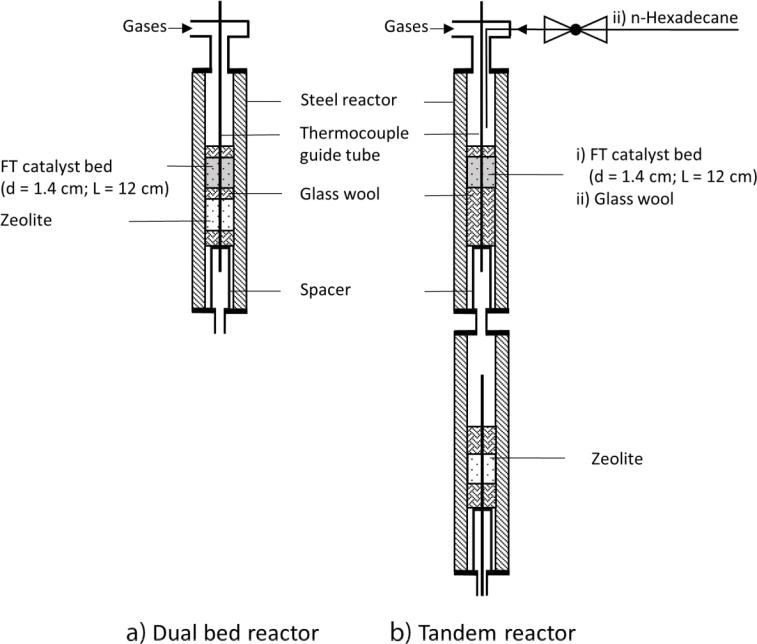 Gases
Gases
ii) n-Hexadecane
Steel reactor
Thermocouple
guide tube
FT catalyst bed
(d = 1.4 cm; L = 12 cm)
Glass wool
Zeolite
i) FT catalyst bed
(d = 1.4 cm; L = 12 cm)
ii) Glass wool
Spacer
Zeolite
a) Dual bed reactor
b) Tandem reactor